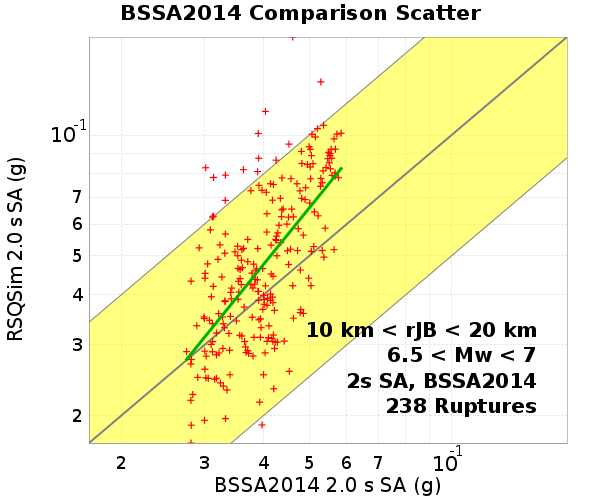 BSSA2014 Comparison Scatter
RSQSim 2.0 s SA (g)
10^-1
7
6
5
4
3
2
10 km < rJB < 20 km
6.5 < Mw < 7
2s SA, BSSA2014
238 Ruptures
2 3 4 5 6 7 10^-1
BSSA2014 2.0 s SA (g)